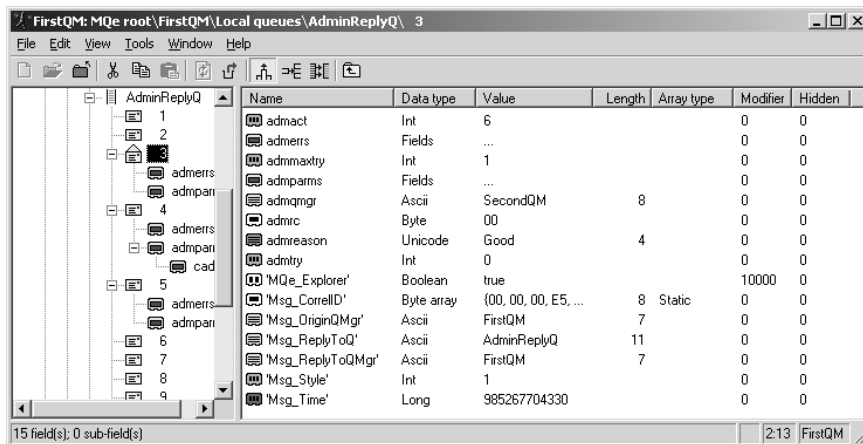 FirstQM: MQe root\FirstQM\Local queues\AdminReplyQ\ 3
File Edit View Tools Window Help
AdminReplyQ
1
2
3
admerrs
admparr
4
admerrs
admparr
cad
5
admerrs
admparr
6
7
8
9
Name Data type Value Length Array type Modifier Hidden
admact Int 6 0 0
admerrs Fields ... 0 0
admmaxtry Int 1 0 0
admparms Fields ... 0 0
admqmgr Ascii SecondQM 8 0 0
admrc Byte 00 0 0
admreason Unicode Good 4 0 0
admtry Int 0 0 0
'MQe_Explorer' Boolean true 10000 0
'Msg_CorrelID' Byte array {00, 00, 00, E5, ... 8 Static 0 0
'Msg_OriginQMgr' Ascii FirstQM 7 0 0
'Msg_ReplyToQ' Ascii AdminReplyQ 11 0 0
'Msg_ReplyToQMgr' Ascii FirstQM 7 0 0
'Msg_Style' Int 1 0 0
'Msg_Time' Long 985267704330 0 0
15 field(s); 0 sub-field(s) 2:13 FirstQM